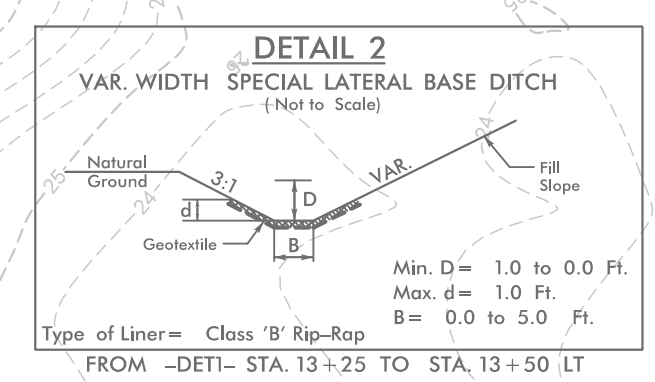 DETAIL 2
VAR. WIDTH SPECIAL LATERAL BASE DITCH
( Not to Scale)
Natural
Ground
3:1
D
VAR.
Fill
Slope
d
Geotextile
B
Min. D = 1.0 to 0.0 Ft.
Max. d = 1.0 Ft.
B = 0.0 to 5.0 Ft.
Type of Liner = Class 'B' Rip-Rap
FROM -DET1- STA. 13+25 TO STA. 13+50 LT
26
25
24
24
24